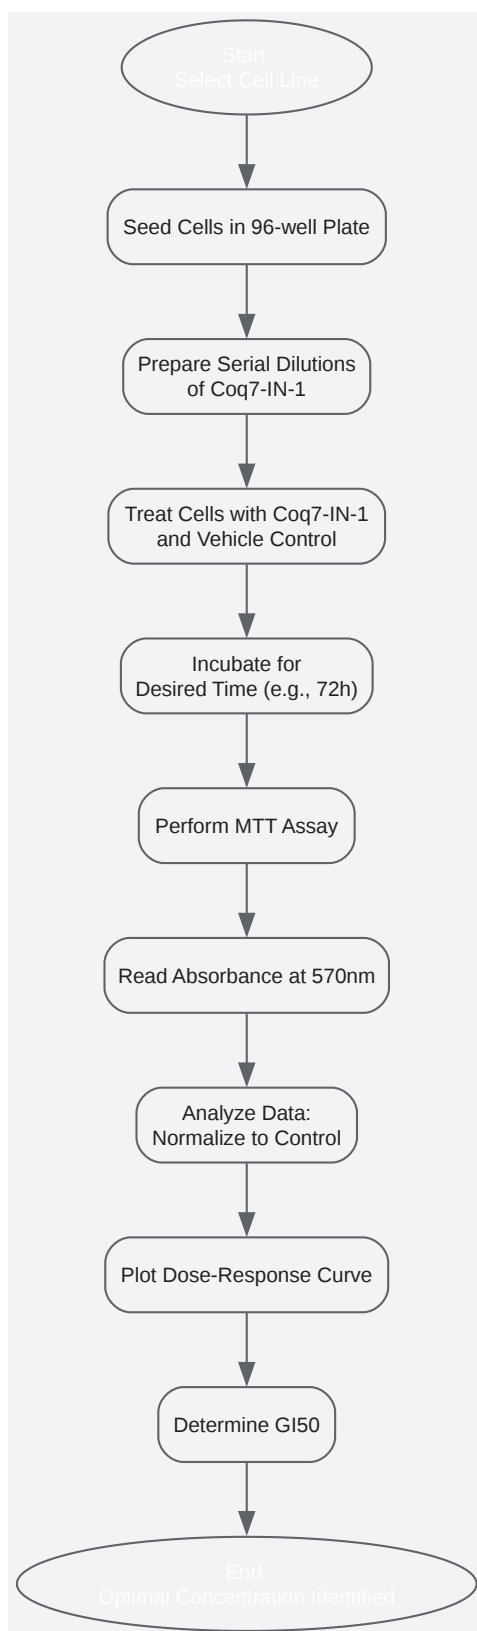 Start:
Select Cell Line
Seed Cells in 96-well Plate
Prepare Serial Dilutions
of Coq7-IN-1
Treat Cells with Coq7-IN-1
and Vehicle Control
Incubate for
Desired Time (e.g., 72h)
Perform MTT Assay
Read Absorbance at 570nm
Analyze Data:
Normalize to Control
Plot Dose-Response Curve
Determine GI50
End:
Optimal Concentration Identified